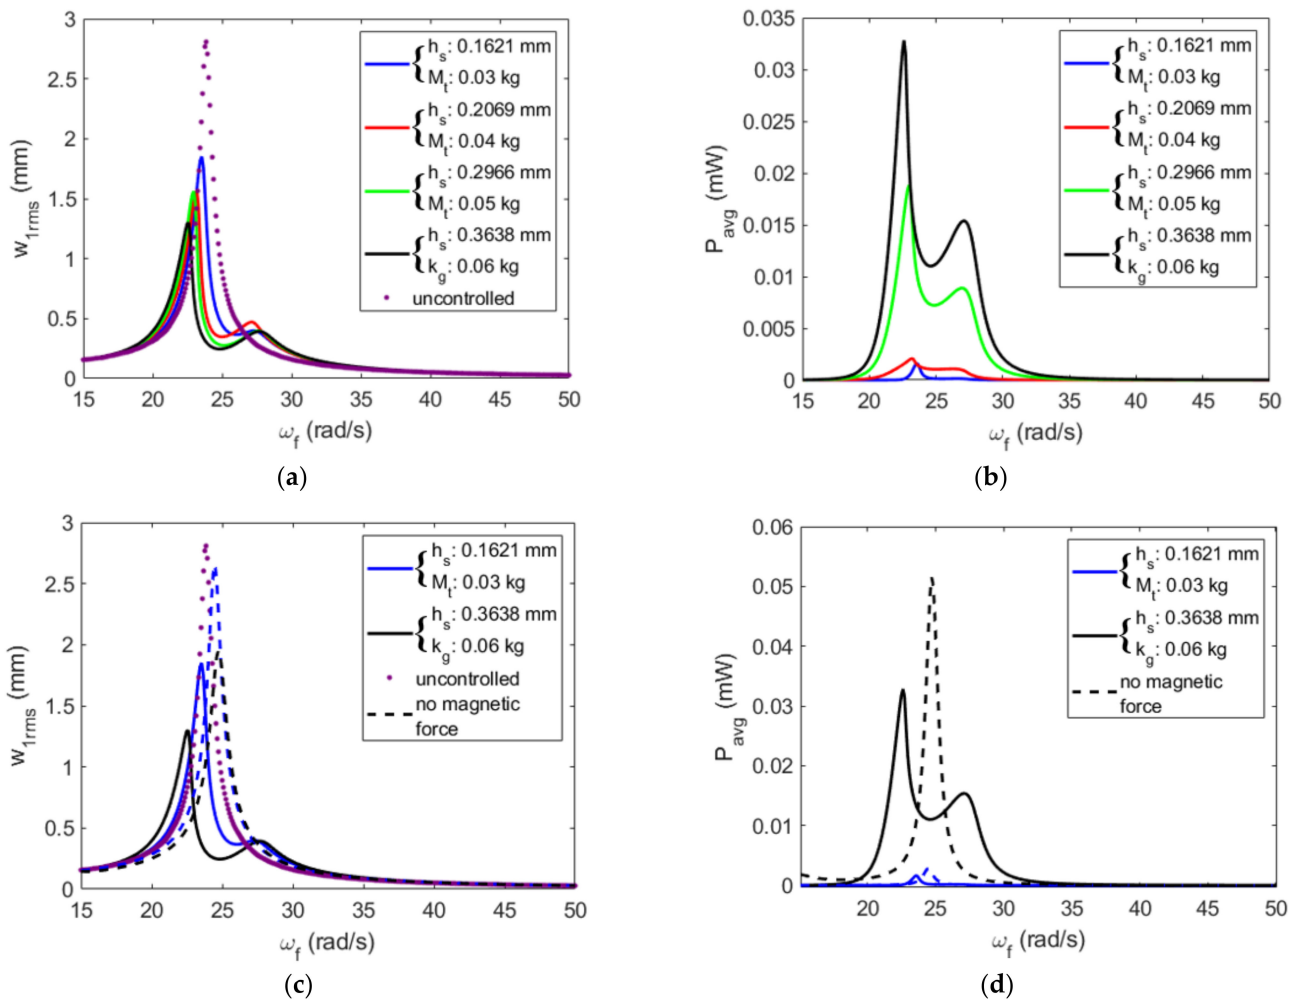 3
2.5
2
1.5
1
0.5
0
w1rms (mm)
15 20 25 30 35 40 45 50
ωf (rad/s)
hs: 0.1621 mm
Mt: 0.03 kg
hs: 0.2069 mm
Mt: 0.04 kg
hs: 0.2966 mm
Mt: 0.05 kg
hs: 0.3638 mm
kg: 0.06 kg
uncontrolled
(a)
0.035
0.03
0.025
0.02
0.015
0.01
0.005
0
Pavg (mW)
15 20 25 30 35 40 45 50
ωf (rad/s)
hs: 0.1621 mm
Mt: 0.03 kg
hs: 0.2069 mm
Mt: 0.04 kg
hs: 0.2966 mm
Mt: 0.05 kg
hs: 0.3638 mm
kg: 0.06 kg
(b)
3
2.5
2
1.5
1
0.5
0
w1rms (mm)
15 20 25 30 35 40 45 50
ωf (rad/s)
hs: 0.1621 mm
Mt: 0.03 kg
hs: 0.3638 mm
kg: 0.06 kg
uncontrolled
no magnetic
force
(c)
0.06
0.05
0.04
0.03
0.02
0.01
0
Pavg (mW)
20 25 30 35 40 45 50
ωf (rad/s)
hs: 0.1621 mm
Mt: 0.03 kg
hs: 0.3638 mm
kg: 0.06 kg
no magnetic
force
(d)